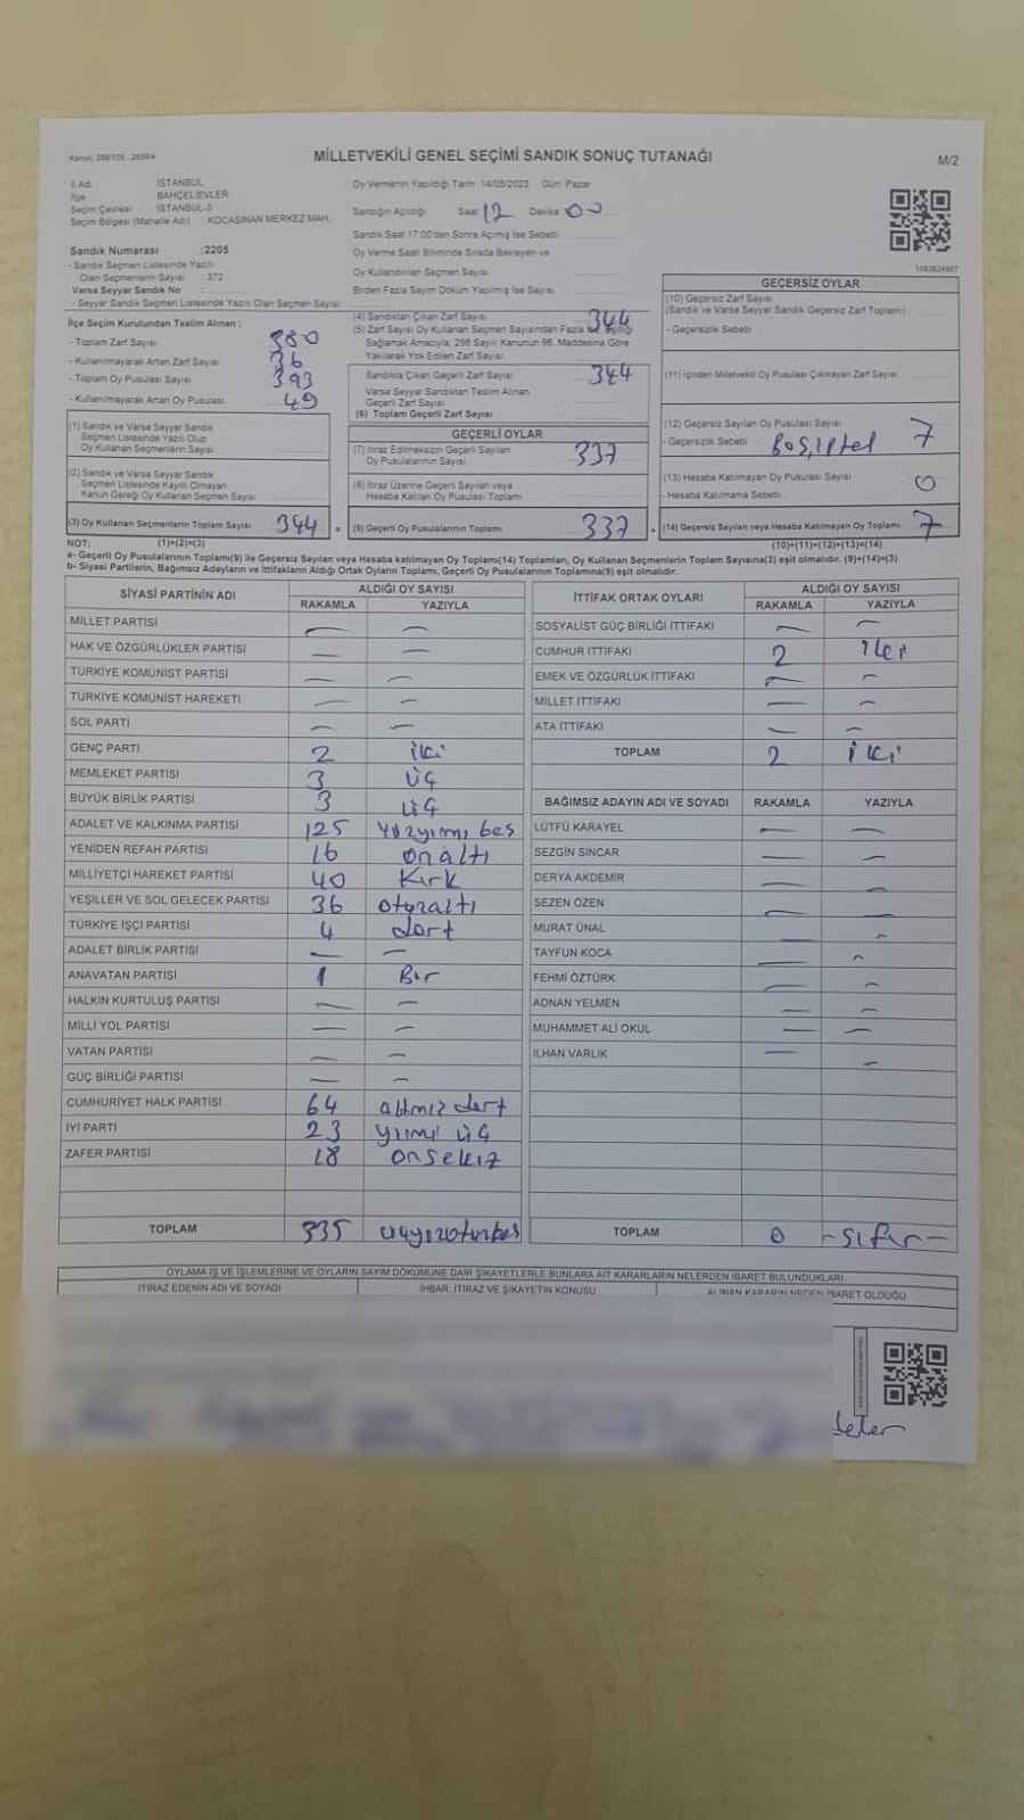 Kanun: 298/105 - 2839/4
MİLLETVEKİLİ GENEL SEÇİMİ SANDIK SONUÇ TUTANAĞI
M/2
İl Adı : İSTANBUL
İlçe : BAHÇELİEVLER
Seçim Çevresi : İSTANBUL-3
Seçim Bölgesi (Mahalle Adı) : KOCASİNAN MERKEZ MAH.
Sandık Numarası : 2205
- Sandık Seçmen Listesinde Yazılı
Olan Seçmenlerin Sayısı : 372
Varsa Seyyar Sandık No :
- Seyyar Sandık Seçmen Listesinde Yazılı Olan Seçmen Sayısı
Oy Vermenin Yapıldığı Tarih 14/05/2023 Gün: Pazar
Sandığın Açıldığı Saat 12 Dakika 00
Sandık Saat 17:00'den Sonra Açılmış İse Sebebi
Oy Verme Saati Bitiminde Sırada Bekleyen ve
Oy Kullandırılan Seçmen Sayısı
Birden Fazla Sayım Döküm Yapılmış İse Sayısı
İlçe Seçim Kurulundan Teslim Alınan :
- Toplam Zarf Sayısı 380
- Kullanılmayarak Artan Zarf Sayısı 36
- Toplam Oy Pusulası Sayısı 393
- Kullanılmayarak Artan Oy Pusulası 49
(4) Sandıktan Çıkan Zarf Sayısı 344
(5) Zarf Sayısı Oy Kullanan Seçmen Sayısından Fazla
Sağlamak Amacıyla, 298 Sayılı Kanunun 98. Maddesine Göre
Yakılarak Yok Edilen Zarf Sayısı
Sandıkta Çıkan Geçerli Zarf Sayısı 344
Varsa Seyyar Sandıktan Teslim Alınan
Geçerli Zarf Sayısı
(6) Toplam Geçerli Zarf Sayısı
GEÇERSİZ OYLAR
(10) Geçersiz Zarf Sayısı
(Sandık ve Varsa Seyyar Sandık Geçersiz Zarf Toplamı)
- Geçersizlik Sebebi
(11) İçinden Milletvekili Oy Pusulası Çıkmayan Zarf Sayısı
(12) Geçersiz Sayılan Oy Pusulası Sayısı 7
- Geçersizlik Sebebi : Boş, iptal
(13) Hesaba Katılmayan Oy Pusulası Sayısı 0
- Hesaba Katılmama Sebebi
(1) Sandık ve Varsa Seyyar Sandık
Seçmen Listesinde Yazılı Olup
Oy Kullanan Seçmenlerin Sayısı
(2) Sandık ve Varsa Seyyar Sandık
Seçmen Listesinde Kayıtlı Olmayan
Kanun Gereği Oy Kullanan Seçmen Sayısı
GEÇERLİ OYLAR
(7) İtiraz Edilmeksizin Geçerli Sayılan
Oy Pusulalarının Sayısı 337
(8) İtiraz Üzerine Geçerli Sayılan veya
Hesaba Katılan Oy Pusulası Toplamı
(3) Oy Kullanan Seçmenlerin Toplam Sayısı 344 = (9) Geçerli Oy Pusulalarının Toplamı 337 + (14) Geçersiz Sayılan veya Hesaba Katılmayan Oy Toplamı 7
NOT: (1)+(2)=(3) (10)+(11)+(12)+(13)=(14)
a- Geçerli Oy Pusulalarının Toplamı(9) ile Geçersiz Sayılan veya Hesaba katılmayan Oy Toplamı(14) Toplamları, Oy Kullanan Seçmenlerin Toplam Sayısına(3) eşit olmalıdır. (9)+(14)=(3)
b- Siyasi Partilerin, Bağımsız Adayların ve İttifakların Aldığı Ortak Oyların Toplamı, Geçerli Oy Pusulalarının Toplamına(9) eşit olmalıdır.
SİYASİ PARTİNİN ADI ALDIĞI OY SAYISI
RAKAMLA YAZIYLA
MİLLET PARTİSİ — —
HAK VE ÖZGÜRLÜKLER PARTİSİ — —
TÜRKİYE KOMÜNİST PARTİSİ — —
TÜRKİYE KOMÜNİST HAREKETİ — —
SOL PARTİ — —
GENÇ PARTİ 2 iki
MEMLEKET PARTİSİ 3 üç
BÜYÜK BİRLİK PARTİSİ 3 üç
ADALET VE KALKINMA PARTİSİ 125 yüzyirmi beş
YENİDEN REFAH PARTİSİ 16 onaltı
MİLLİYETÇİ HAREKET PARTİSİ 40 Kırk
YEŞİLLER VE SOL GELECEK PARTİSİ 36 otuzaltı
TÜRKİYE İŞÇİ PARTİSİ 4 dört
ADALET BİRLİK PARTİSİ — —
ANAVATAN PARTİSİ 1 Bir
HALKIN KURTULUŞ PARTİSİ — —
MİLLİ YOL PARTİSİ — —
VATAN PARTİSİ — —
GÜÇ BİRLİĞİ PARTİSİ — —
CUMHURİYET HALK PARTİSİ 64 altmış dört
İYİ PARTİ 23 yirmi üç
ZAFER PARTİSİ 18 onsekiz
TOPLAM 335 üçyüzotuzbeş
İTTİFAK ORTAK OYLARI ALDIĞI OY SAYISI
RAKAMLA YAZIYLA
SOSYALİST GÜÇ BİRLİĞİ İTTİFAKI — —
CUMHUR İTTİFAKI 2 iki
EMEK VE ÖZGÜRLÜK İTTİFAKI — —
MİLLET İTTİFAKI — —
ATA İTTİFAKI — —
TOPLAM 2 iki
BAĞIMSIZ ADAYIN ADI VE SOYADI RAKAMLA YAZIYLA
LÜTFÜ KARAYEL — —
SEZGİN SİNCAR — —
DERYA AKDEMİR — —
SEZEN ÖZEN — —
MURAT ÜNAL — —
TAYFUN KOCA — —
FEHMİ ÖZTÜRK — —
ADNAN YELMEN — —
MUHAMMET ALİ OKUL — —
İLHAN VARLIK — —
TOPLAM 0 -sıfır-
OYLAMA İŞ VE İŞLEMLERİNE VE OYLARIN SAYIM DÖKÜMÜNE DAİR ŞİKAYETLERLE BUNLARA AİT KARARLARIN NELERDEN İBARET BULUNDUKLARI
İTİRAZ EDENİN ADI VE SOYADI İHBAR, İTİRAZ VE ŞİKAYETİN KONUSU ALINAN KARARIN NEDEN İBARET OLDUĞU